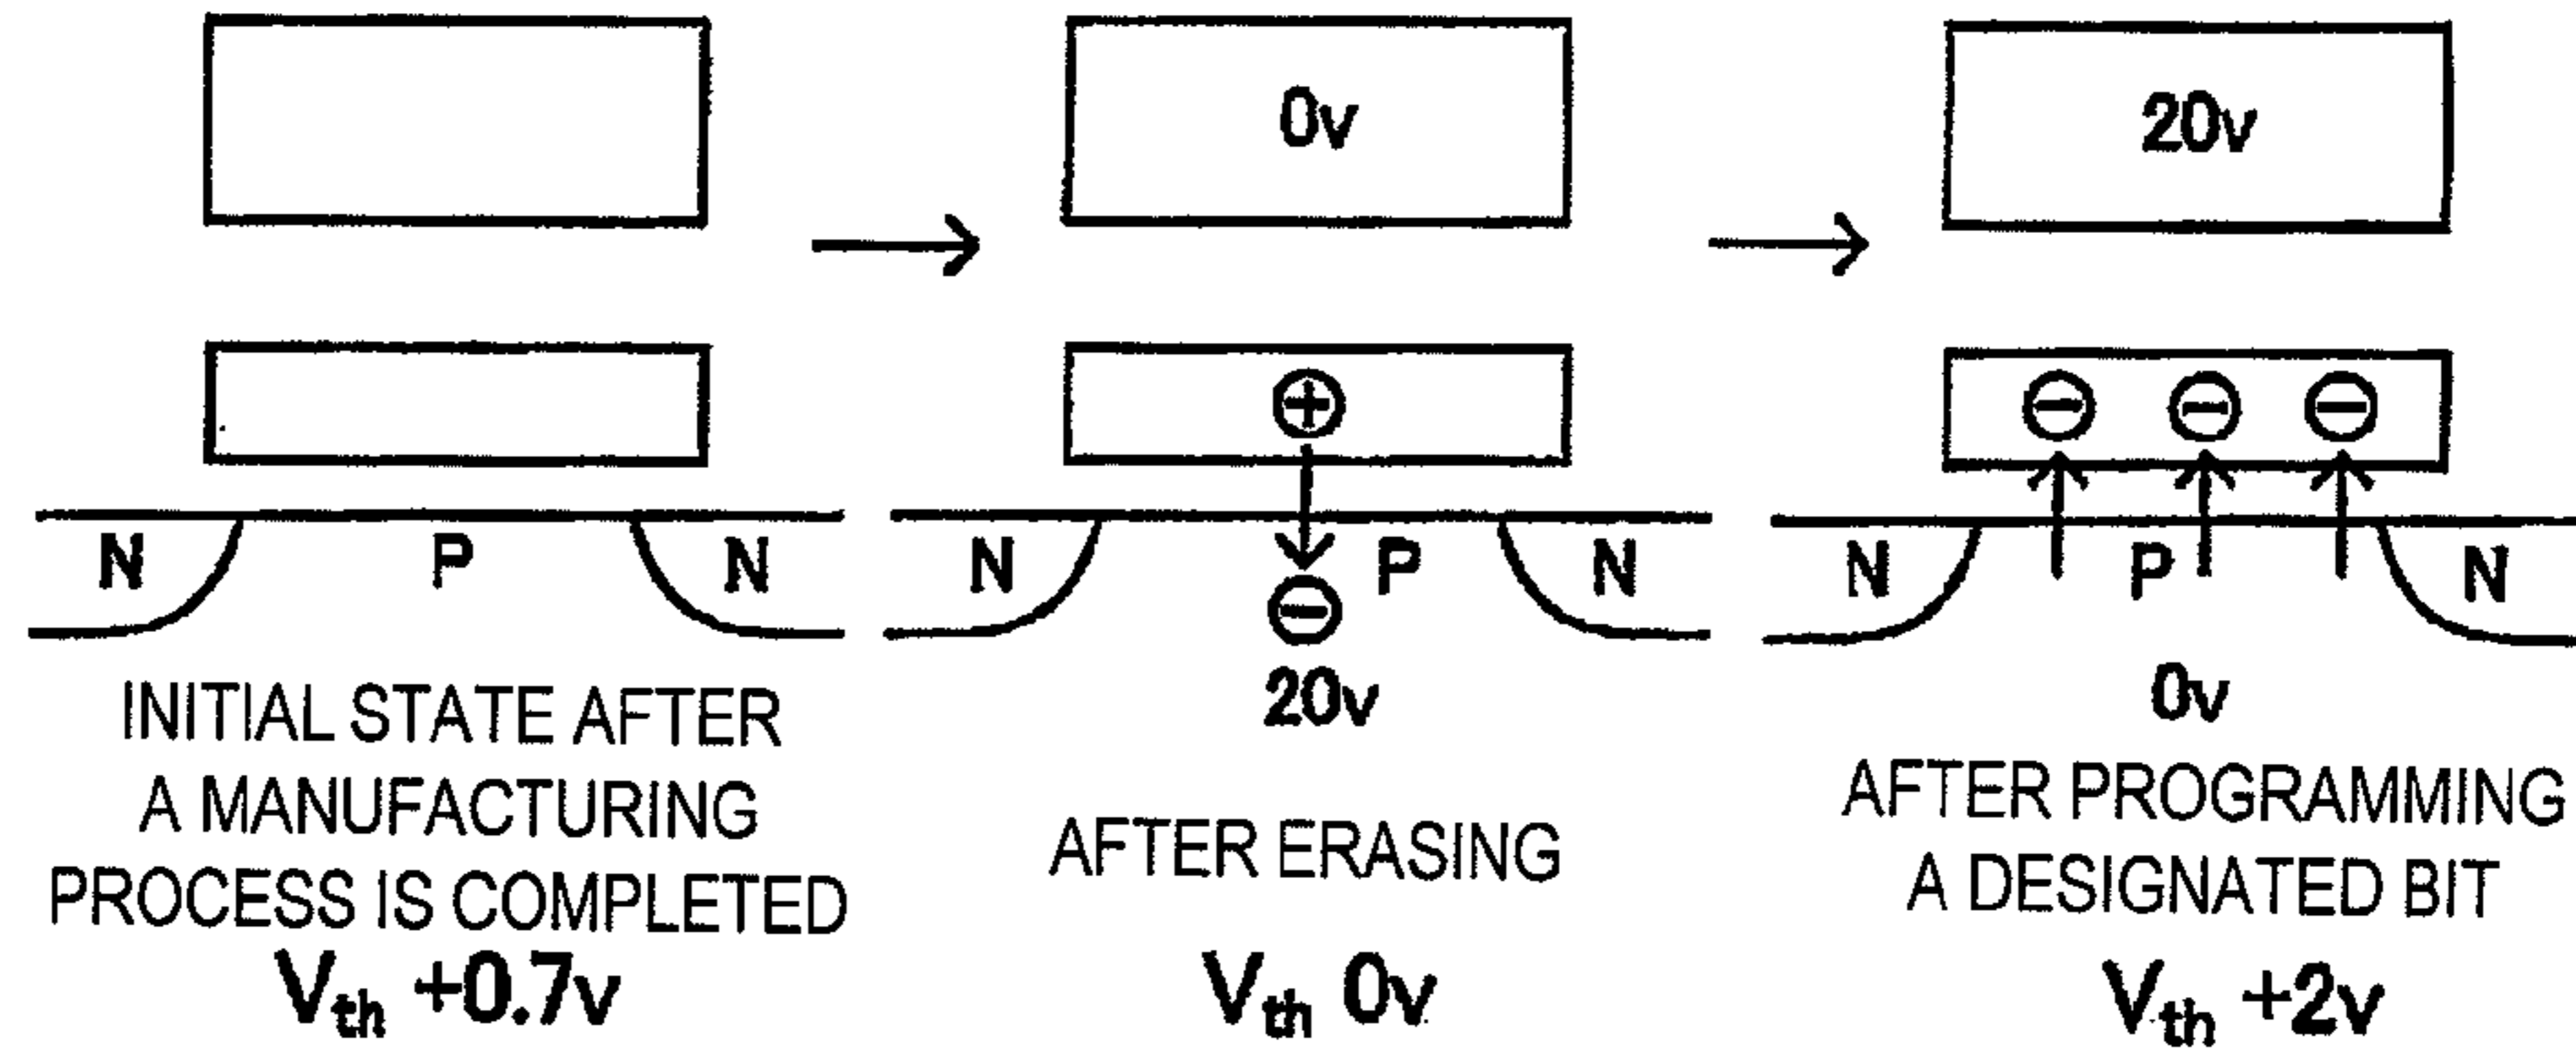 0v
20v
N P N
N P N
N P N
20v
0v
INITIAL STATE AFTER
A MANUFACTURING
PROCESS IS COMPLETED
Vth +0.7v
AFTER ERASING
Vth 0v
AFTER PROGRAMMING
A DESIGNATED BIT
Vth +2v